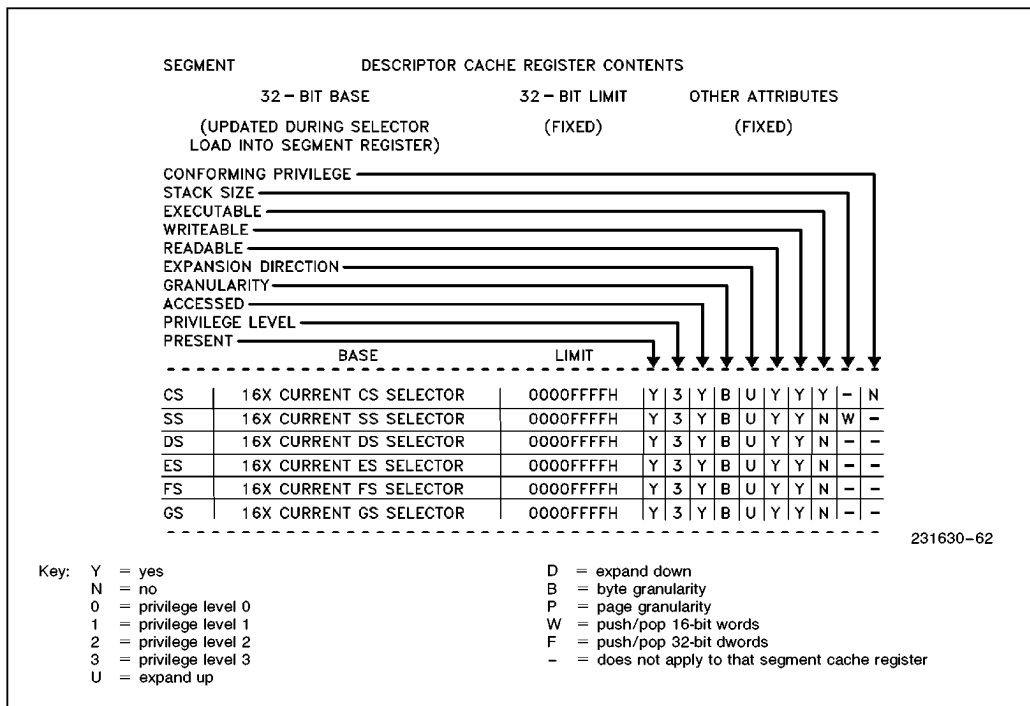 SEGMENT DESCRIPTOR CACHE REGISTER CONTENTS
32-BIT BASE 32-BIT LIMIT OTHER ATTRIBUTES
(UPDATED DURING SELECTOR (FIXED) (FIXED)
LOAD INTO SEGMENT REGISTER)
CONFORMING PRIVILEGE
STACK SIZE
EXECUTABLE
WRITEABLE
READABLE
EXPANSION DIRECTION
GRANULARITY
ACCESSED
PRIVILEGE LEVEL
PRESENT
BASE LIMIT
CS 16X CURRENT CS SELECTOR 0000FFFFH Y 3 Y B U Y Y Y - N
SS 16X CURRENT SS SELECTOR 0000FFFFH Y 3 Y B U Y Y N W -
DS 16X CURRENT DS SELECTOR 0000FFFFH Y 3 Y B U Y Y N - -
ES 16X CURRENT ES SELECTOR 0000FFFFH Y 3 Y B U Y Y N - -
FS 16X CURRENT FS SELECTOR 0000FFFFH Y 3 Y B U Y Y N - -
GS 16X CURRENT GS SELECTOR 0000FFFFH Y 3 Y B U Y Y N - -
231630-62
Key: Y = yes
N = no
0 = privilege level 0
1 = privilege level 1
2 = privilege level 2
3 = privilege level 3
U = expand up
D = expand down
B = byte granularity
P = page granularity
W = push/pop 16-bit words
F = push/pop 32-bit dwords
- = does not apply to that segment cache register